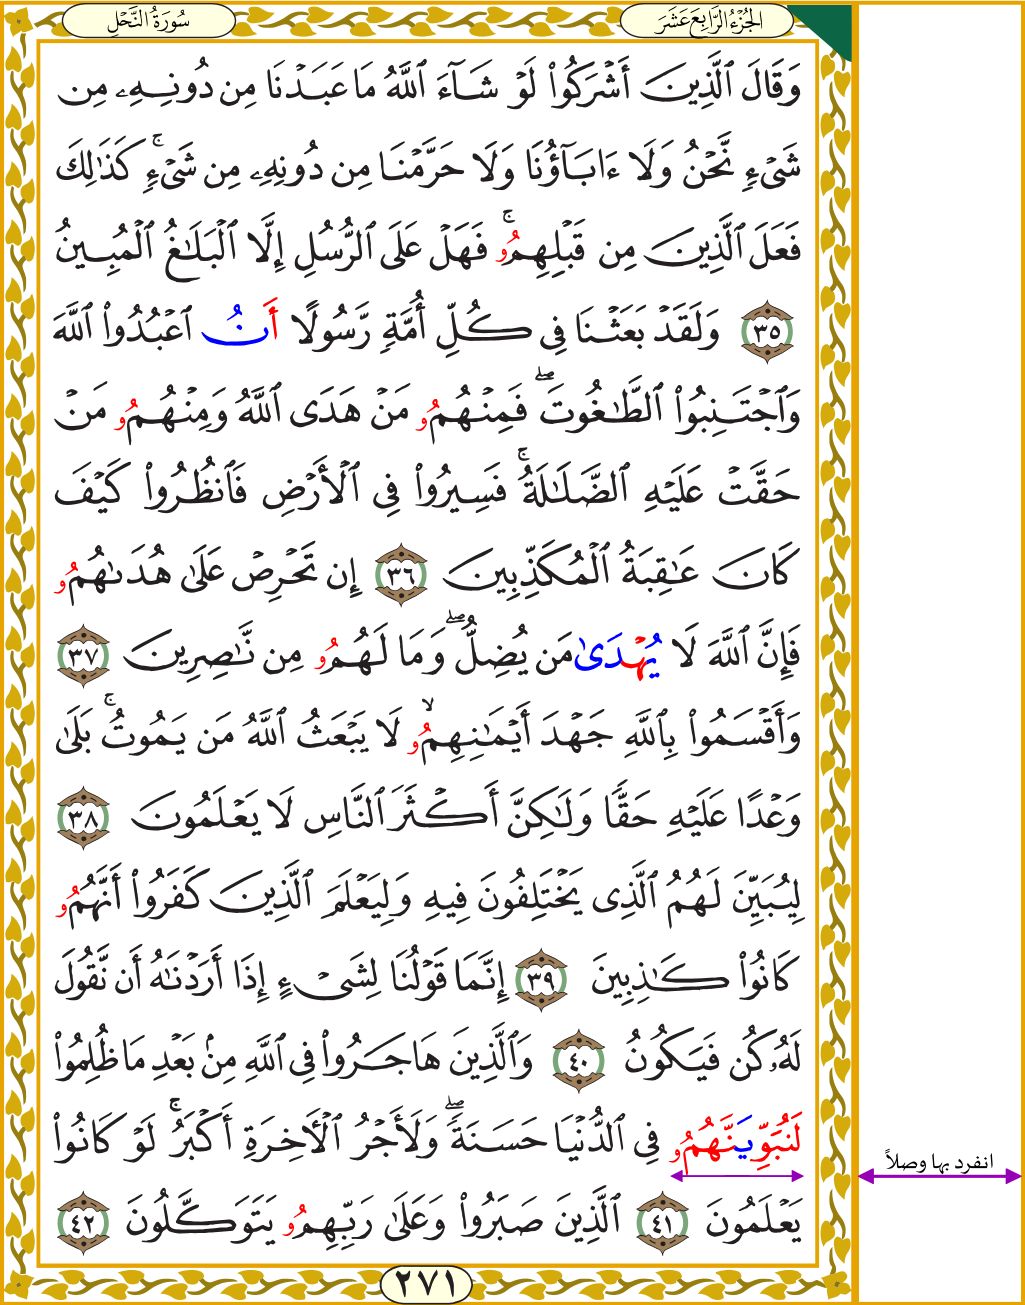 سُورَةُ النَّحْلِ
الجُزْءُ الرَّابِعَ عَشَرَ
وَقَالَ ٱلَّذِينَ أَشْرَكُوا۟ لَوْ شَآءَ ٱللَّهُ مَا عَبَدْنَا مِن دُونِهِۦ مِن
شَىْءٍ نَّحْنُ وَلَا ءَابَآؤُنَا وَلَا حَرَّمْنَا مِن دُونِهِۦ مِن شَىْءٍ ۚ كَذَٰلِكَ
فَعَلَ ٱلَّذِينَ مِن قَبْلِهِمُۥ ۚ فَهَلْ عَلَى ٱلرُّسُلِ إِلَّا ٱلْبَلَٰغُ ٱلْمُبِينُ
٣٥ وَلَقَدْ بَعَثْنَا فِى كُلِّ أُمَّةٍ رَّسُولًا أَنُ ٱعْبُدُوا۟ ٱللَّهَ
وَٱجْتَنِبُوا۟ ٱلطَّٰغُوتَ ۖ فَمِنْهُمُۥ مَنْ هَدَى ٱللَّهُ وَمِنْهُمُۥ مَنْ
حَقَّتْ عَلَيْهِ ٱلضَّلَٰلَةُ ۚ فَسِيرُوا۟ فِى ٱلْأَرْضِ فَٱنظُرُوا۟ كَيْفَ
كَانَ عَٰقِبَةُ ٱلْمُكَذِّبِينَ ٣٦ إِن تَحْرِصْ عَلَىٰ هُدَىٰهُمُۥ
فَإِنَّ ٱللَّهَ لَا يُهْدَىٰ مَن يُضِلُّ ۖ وَمَا لَهُمُۥ مِن نَّٰصِرِينَ ٣٧
وَأَقْسَمُوا۟ بِٱللَّهِ جَهْدَ أَيْمَٰنِهِمُۥ ۙ لَا يَبْعَثُ ٱللَّهُ مَن يَمُوتُ ۚ بَلَىٰ
وَعْدًا عَلَيْهِ حَقًّا وَلَٰكِنَّ أَكْثَرَ ٱلنَّاسِ لَا يَعْلَمُونَ ٣٨
لِيُبَيِّنَ لَهُمُ ٱلَّذِى يَخْتَلِفُونَ فِيهِ وَلِيَعْلَمَ ٱلَّذِينَ كَفَرُوا۟ أَنَّهُمُۥ
كَانُوا۟ كَٰذِبِينَ ٣٩ إِنَّمَا قَوْلُنَا لِشَىْءٍ إِذَا أَرَدْنَٰهُ أَن نَّقُولَ
لَهُۥ كُن فَيَكُونُ ٤٠ وَٱلَّذِينَ هَاجَرُوا۟ فِى ٱللَّهِ مِنۢ بَعْدِ مَا ظُلِمُوا۟
لَنُبَوِّيَنَّهُمُۥ فِى ٱلدُّنْيَا حَسَنَةً ۖ وَلَأَجْرُ ٱلْـَٔاخِرَةِ أَكْبَرُ ۚ لَوْ كَانُوا۟
انفرد بها وصلاً
يَعْلَمُونَ ٤١ ٱلَّذِينَ صَبَرُوا۟ وَعَلَىٰ رَبِّهِمُۥ يَتَوَكَّلُونَ ٤٢
٢٧١